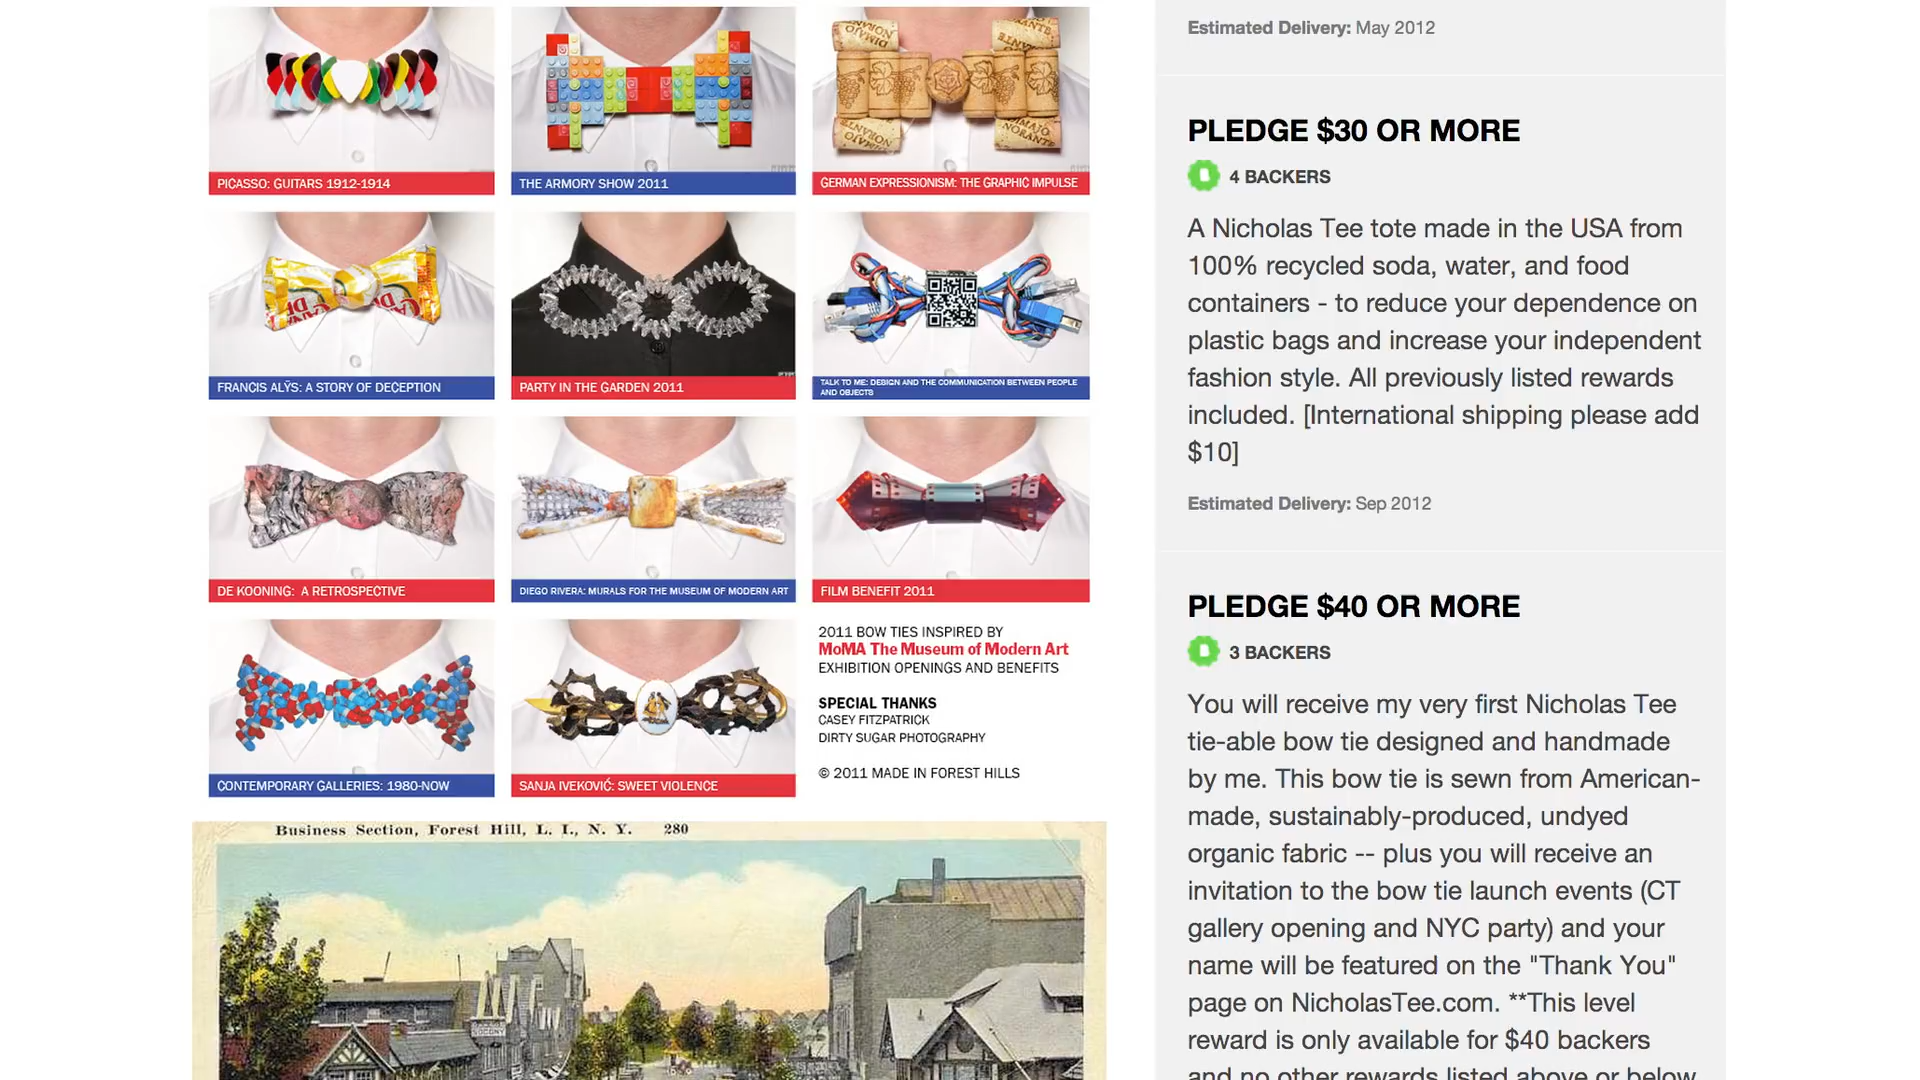 PICASSO: GUITARS 1912-1914
THE ARMORY SHOW 2011
GERMAN EXPRESSIONISM: THE GRAPHIC IMPULSE
FRANCIS ALŸS: A STORY OF DECEPTION
PARTY IN THE GARDEN 2011
TALK TO ME: DESIGN AND THE COMMUNICATION BETWEEN PEOPLE
AND OBJECTS
DE KOONING: A RETROSPECTIVE
DIEGO RIVERA: MURALS FOR THE MUSEUM OF MODERN ART
FILM BENEFIT 2011
CONTEMPORARY GALLERIES: 1980-NOW
SANJA IVEKOVIĆ: SWEET VIOLENCE
2011 BOW TIES INSPIRED BY
MoMA The Museum of Modern Art
EXHIBITION OPENINGS AND BENEFITS
SPECIAL THANKS
CASEY FITZPATRICK
DIRTY SUGAR PHOTOGRAPHY
© 2011 MADE IN FOREST HILLS
Business Section, Forest Hill, L. I., N. Y. 280
Estimated Delivery: May 2012
PLEDGE $30 OR MORE
4 BACKERS
A Nicholas Tee tote made in the USA from
100% recycled soda, water, and food
containers - to reduce your dependence on
plastic bags and increase your independent
fashion style. All previously listed rewards
included. [International shipping please add
$10]
Estimated Delivery: Sep 2012
PLEDGE $40 OR MORE
3 BACKERS
You will receive my very first Nicholas Tee
tie-able bow tie designed and handmade
by me. This bow tie is sewn from American-
made, sustainably-produced, undyed
organic fabric -- plus you will receive an
invitation to the bow tie launch events (CT
gallery opening and NYC party) and your
name will be featured on the "Thank You"
page on NicholasTee.com. **This level
reward is only available for $40 backers
and no other rewards listed above or below